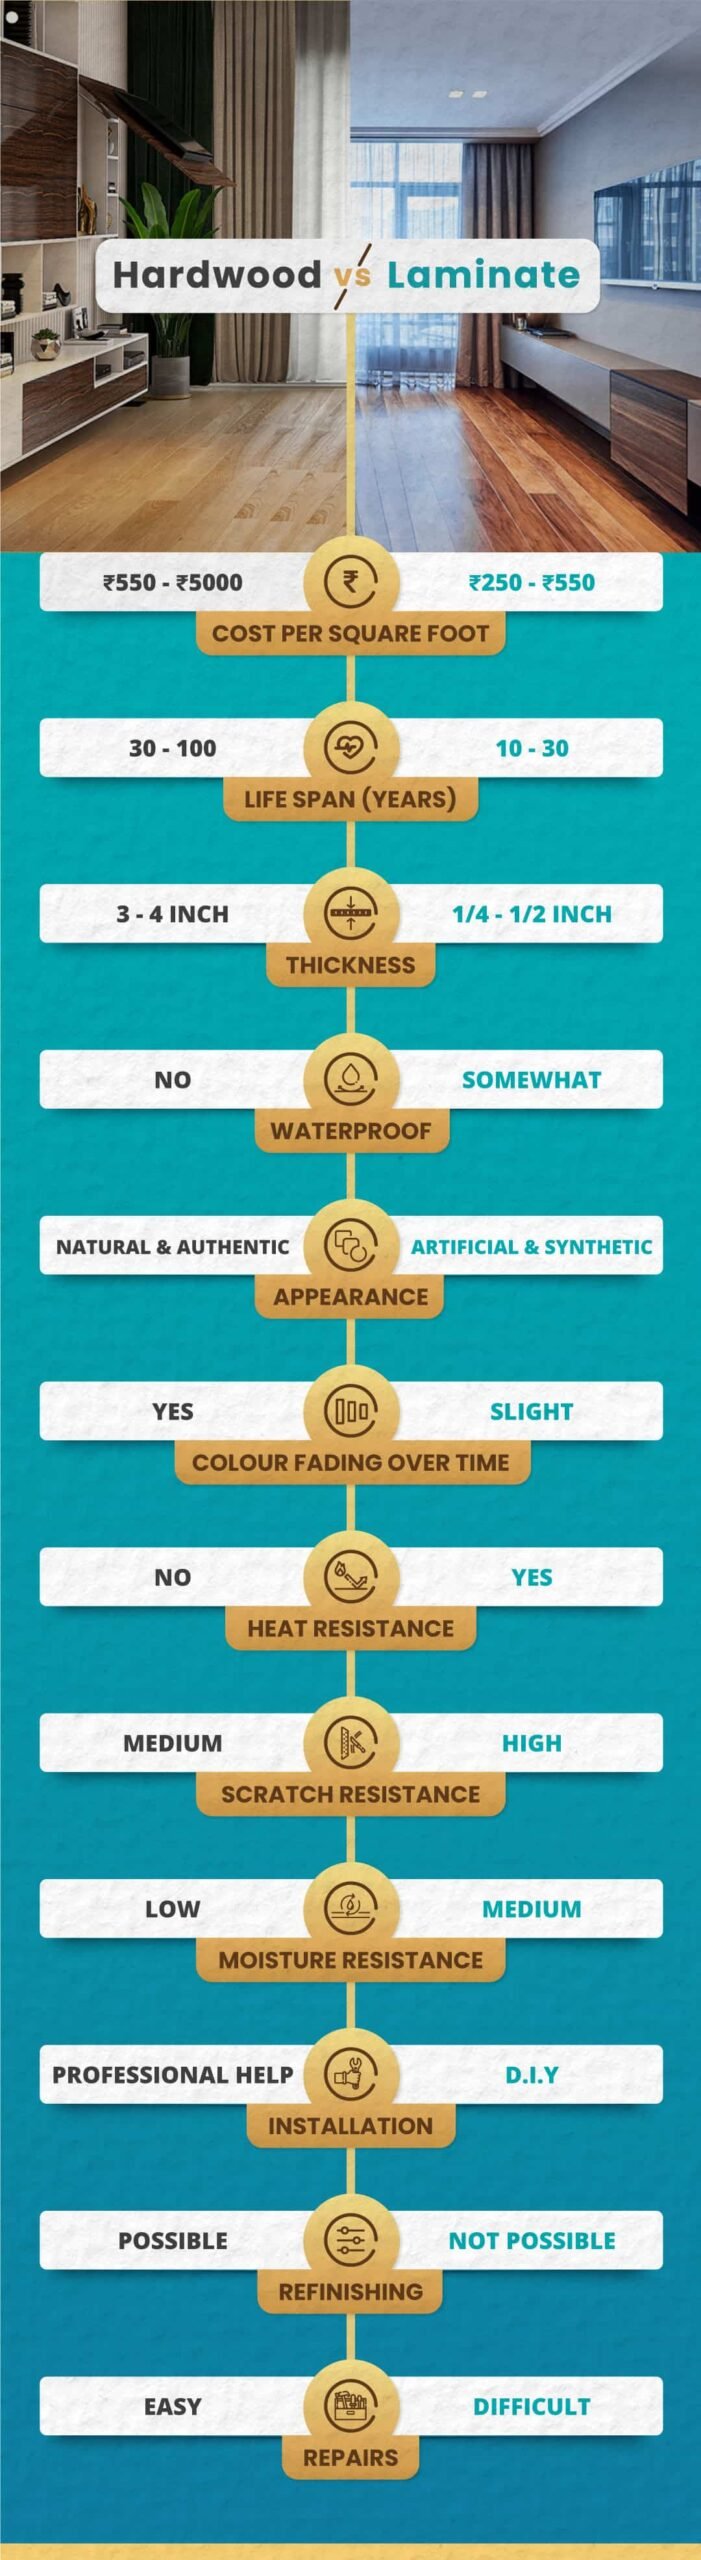 Hardwood vs Laminate
₹550 - ₹5000 ₹ ₹250 - ₹550
COST PER SQUARE FOOT
30 - 100 10 - 30
LIFE SPAN (YEARS)
3 - 4 INCH 1/4 - 1/2 INCH
THICKNESS
NO SOMEWHAT
WATERPROOF
NATURAL & AUTHENTIC ARTIFICIAL & SYNTHETIC
APPEARANCE
YES SLIGHT
COLOUR FADING OVER TIME
NO YES
HEAT RESISTANCE
MEDIUM HIGH
SCRATCH RESISTANCE
LOW MEDIUM
MOISTURE RESISTANCE
PROFESSIONAL HELP D.I.Y
INSTALLATION
POSSIBLE NOT POSSIBLE
REFINISHING
EASY DIFFICULT
REPAIRS